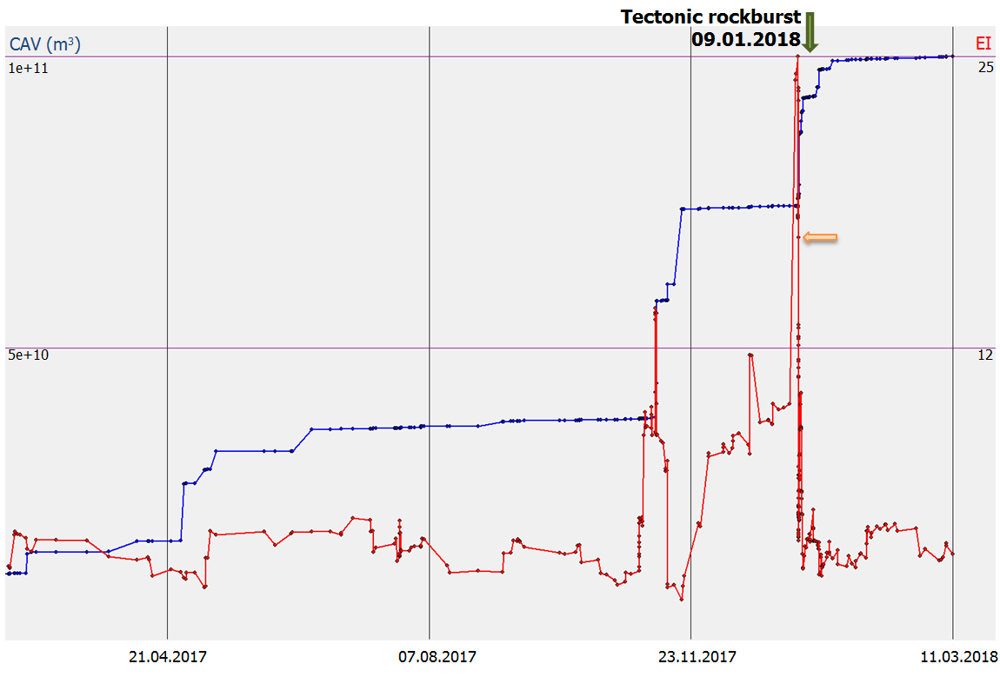 Tectonic rockburst
09.01.2018
CAV (m³)
EI
1e+11
25
5e+10
12
21.04.2017
07.08.2017
23.11.2017
11.03.2018